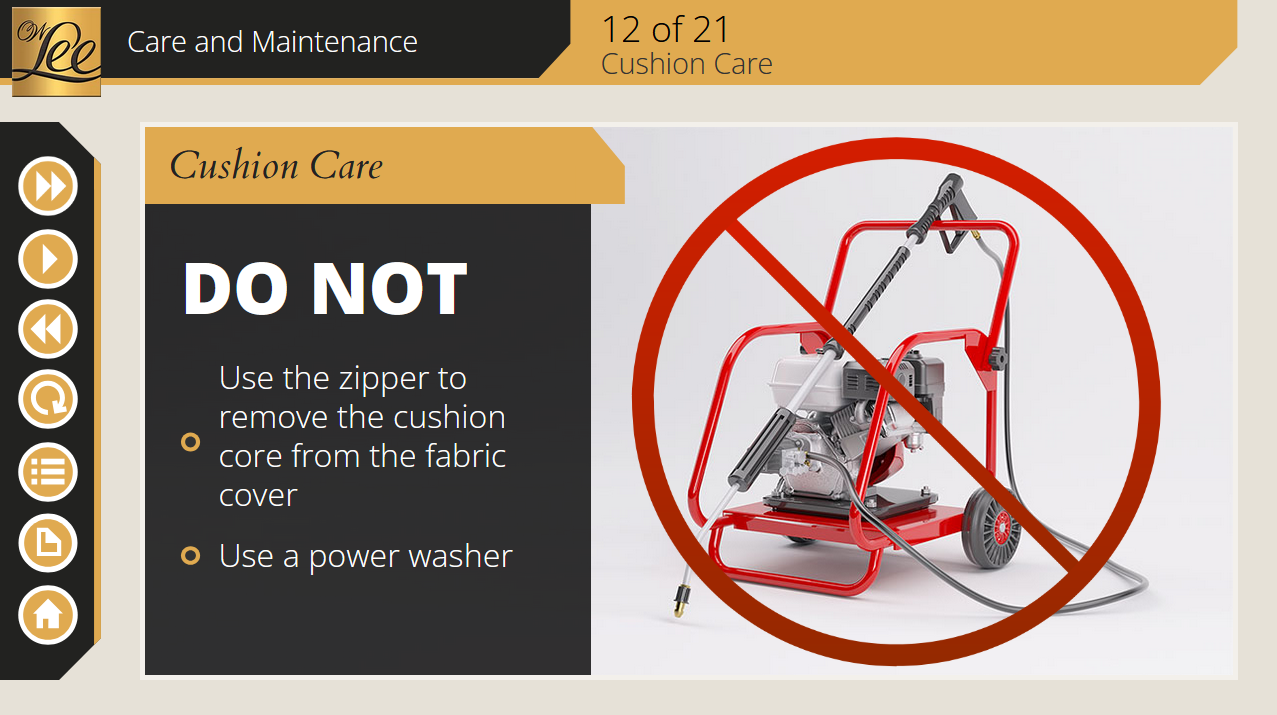 OW Lee
Care and Maintenance
12 of 21
Cushion Care
Cushion Care
DO NOT
Use the zipper to
remove the cushion
core from the fabric
cover
Use a power washer